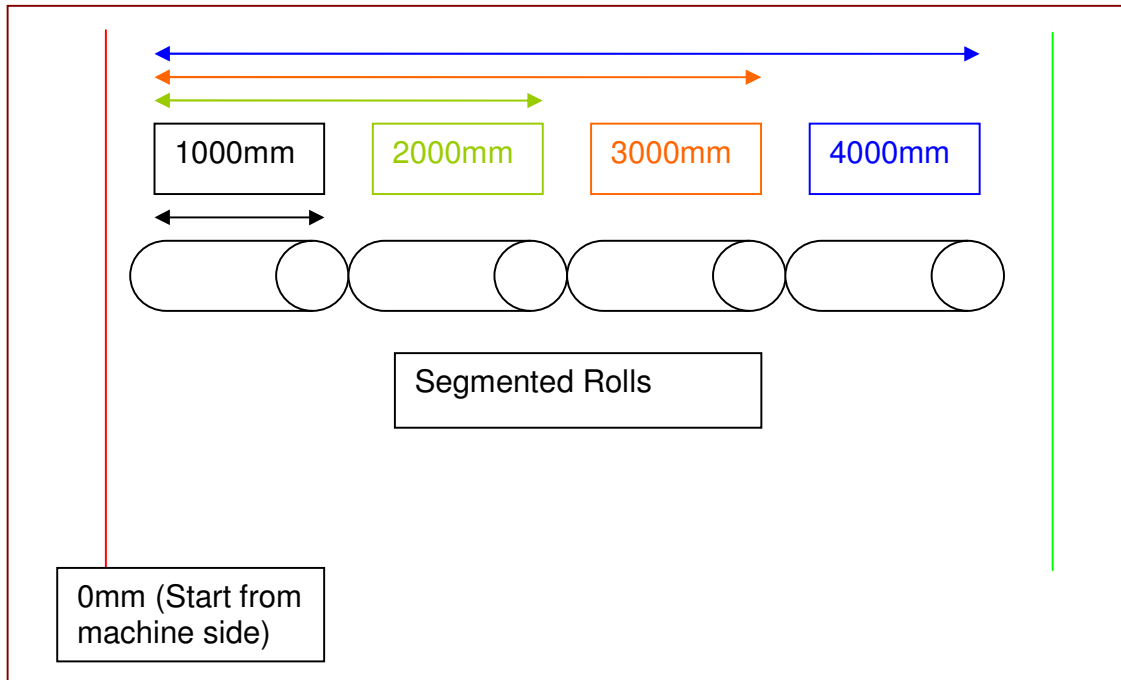 1000mm
2000mm
3000mm
4000mm
Segmented Rolls
0mm (Start from
machine side)